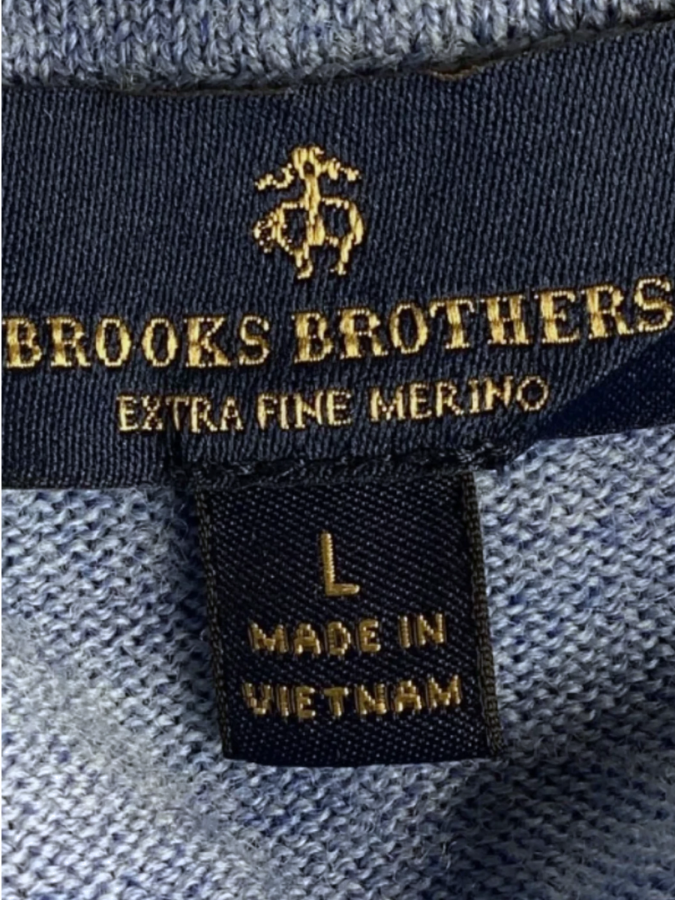 BROOKS BROTHERS
EXTRA FINE MERINO
L
MADE IN
VIETNAM